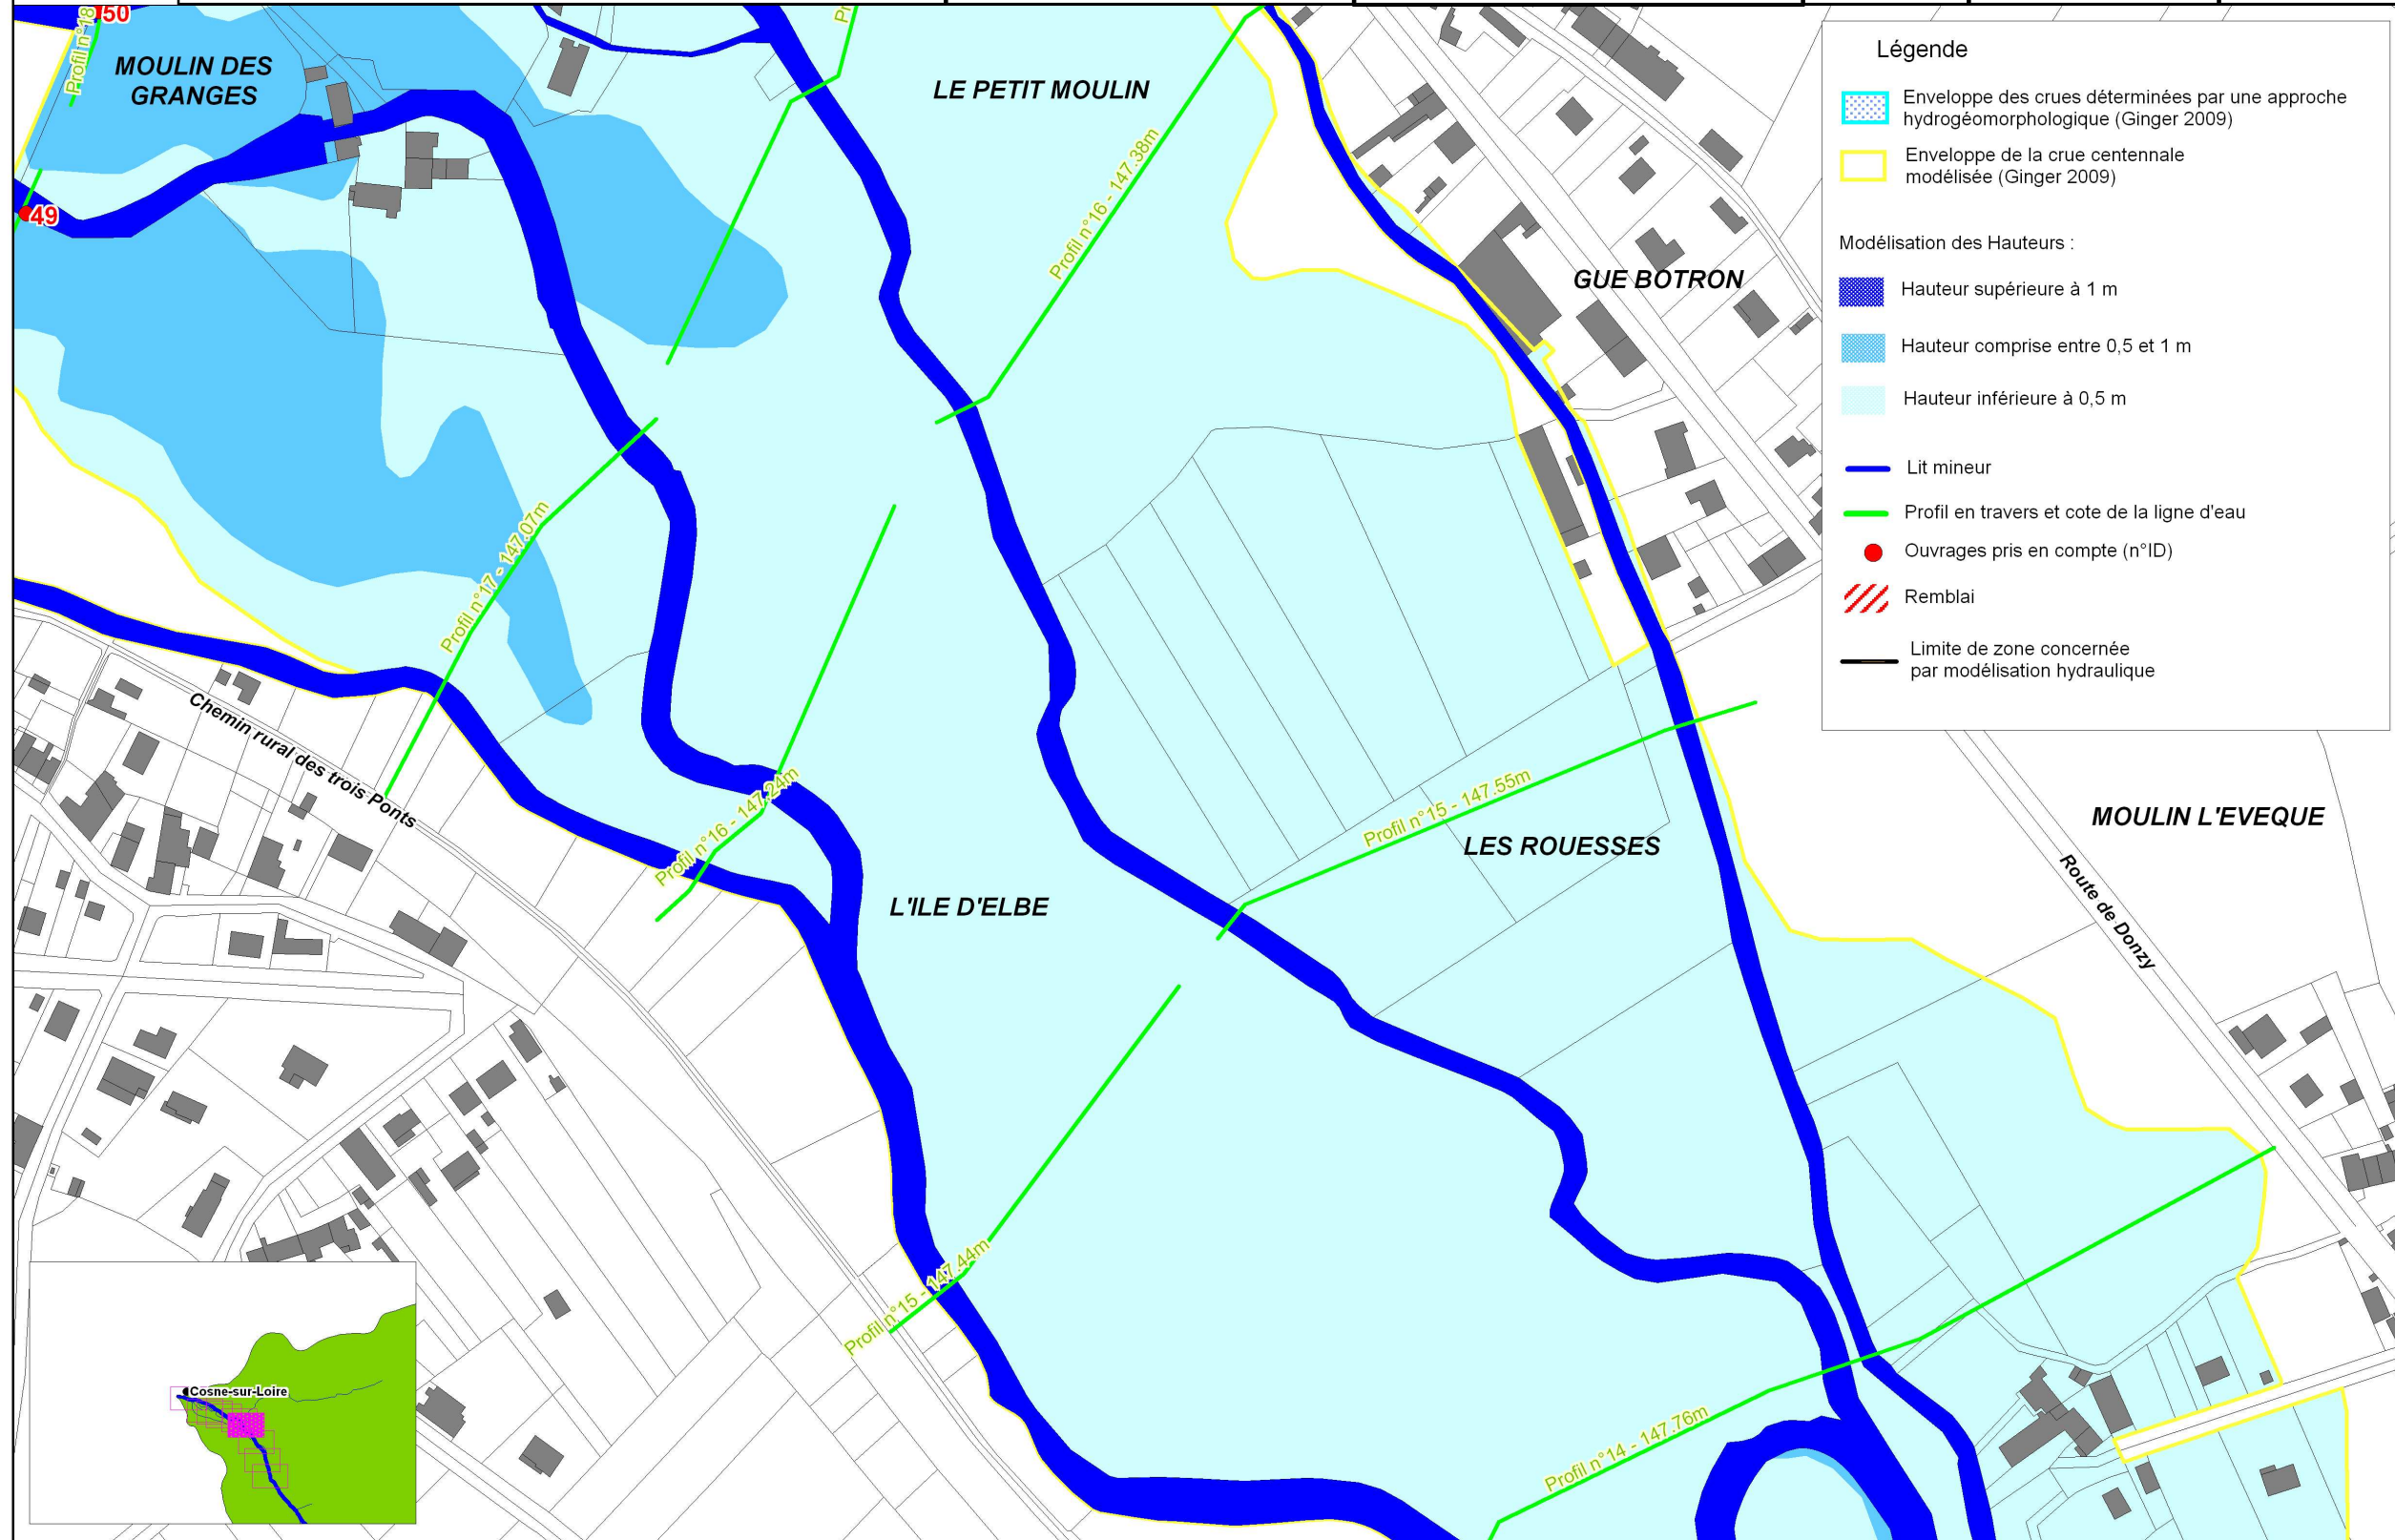 50
Profil n°18
MOULIN DES
GRANGES
49
LE PETIT MOULIN
Profil n°16 - 147.38m
GUE BOTRON
Légende
Enveloppe des crues déterminées par une approche
hydrogéomorphologique (Ginger 2009)
Enveloppe de la crue centennale
modélisée (Ginger 2009)
Modélisation des Hauteurs :
Hauteur supérieure à 1 m
Hauteur comprise entre 0,5 et 1 m
Hauteur inférieure à 0,5 m
Lit mineur
Profil en travers et cote de la ligne d'eau
Ouvrages pris en compte (n°ID)
Remblai
Limite de zone concernée
par modélisation hydraulique
Profil n°17 - 147.07m
Chemin rural des trois Ponts
Profil n°16 - 147.24m
Profil n°15 - 147.55m
LES ROUESSES
MOULIN L'EVEQUE
Route de Donzy
L'ILE D'ELBE
Profil n°15 - 147.44m
Profil n°14 - 147.76m
Cosne-sur-Loire